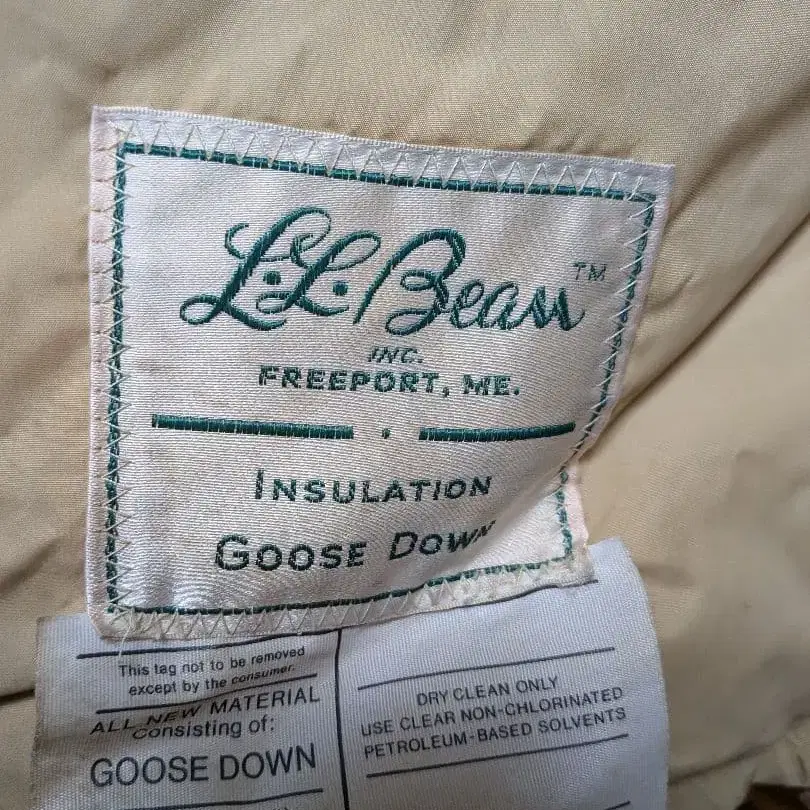 L.L.Bean™
INC.
FREEPORT, ME.
INSULATION
GOOSE DOWN
This tag not to be removed
except by the consumer.
ALL NEW MATERIAL
Consisting of:
GOOSE DOWN
DRY CLEAN ONLY
USE CLEAR NON-CHLORINATED
PETROLEUM-BASED SOLVENTS